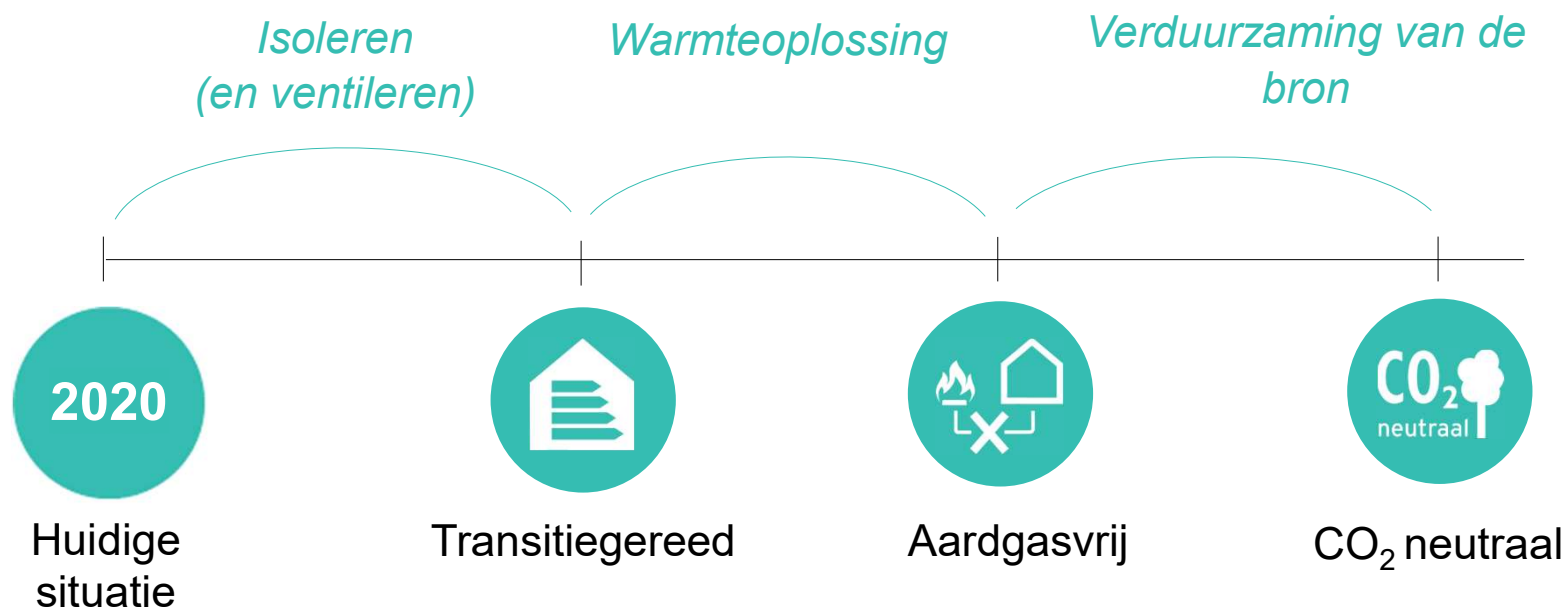 Isoleren
(en ventileren)
Warmteoplossing
Verduurzaming van de
bron
2020
CO₂
neutraal
Huidige
situatie
Transitiegereed
Aardgasvrij
CO₂ neutraal